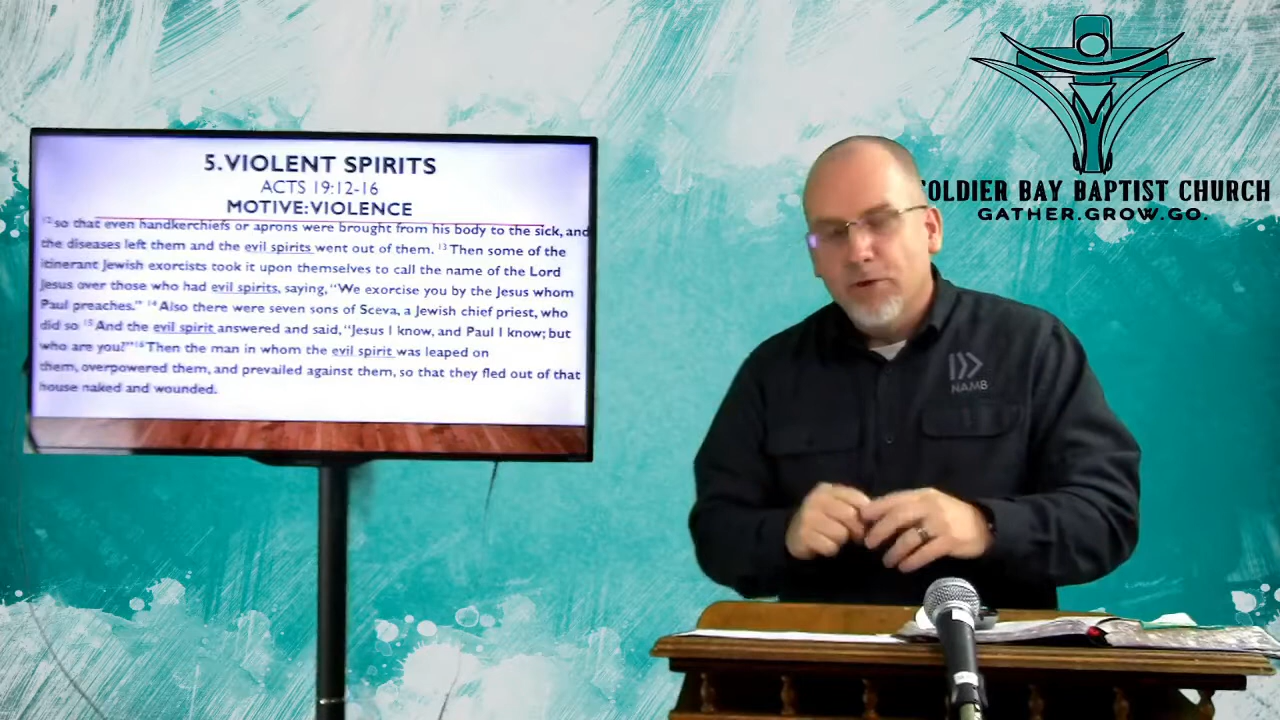 5.VIOLENT SPIRITS
ACTS 19:12-16
MOTIVE:VIOLENCE
12 so that even handkerchiefs or aprons were brought from his body to the sick, and
the diseases left them and the evil spirits went out of them. 13 Then some of the
itinerant Jewish exorcists took it upon themselves to call the name of the Lord
Jesus over those who had evil spirits, saying, "We exorcise you by the Jesus whom
Paul preaches." 14 Also there were seven sons of Sceva, a Jewish chief priest, who
did so 15 And the evil spirit answered and said, "Jesus I know, and Paul I know; but
who are you?" 16 Then the man in whom the evil spirit was leaped on
them, overpowered them, and prevailed against them, so that they fled out of that
house naked and wounded.
OLDIER BAY BAPTIST CHURCH
GATHER.GROW.GO.
NAMB